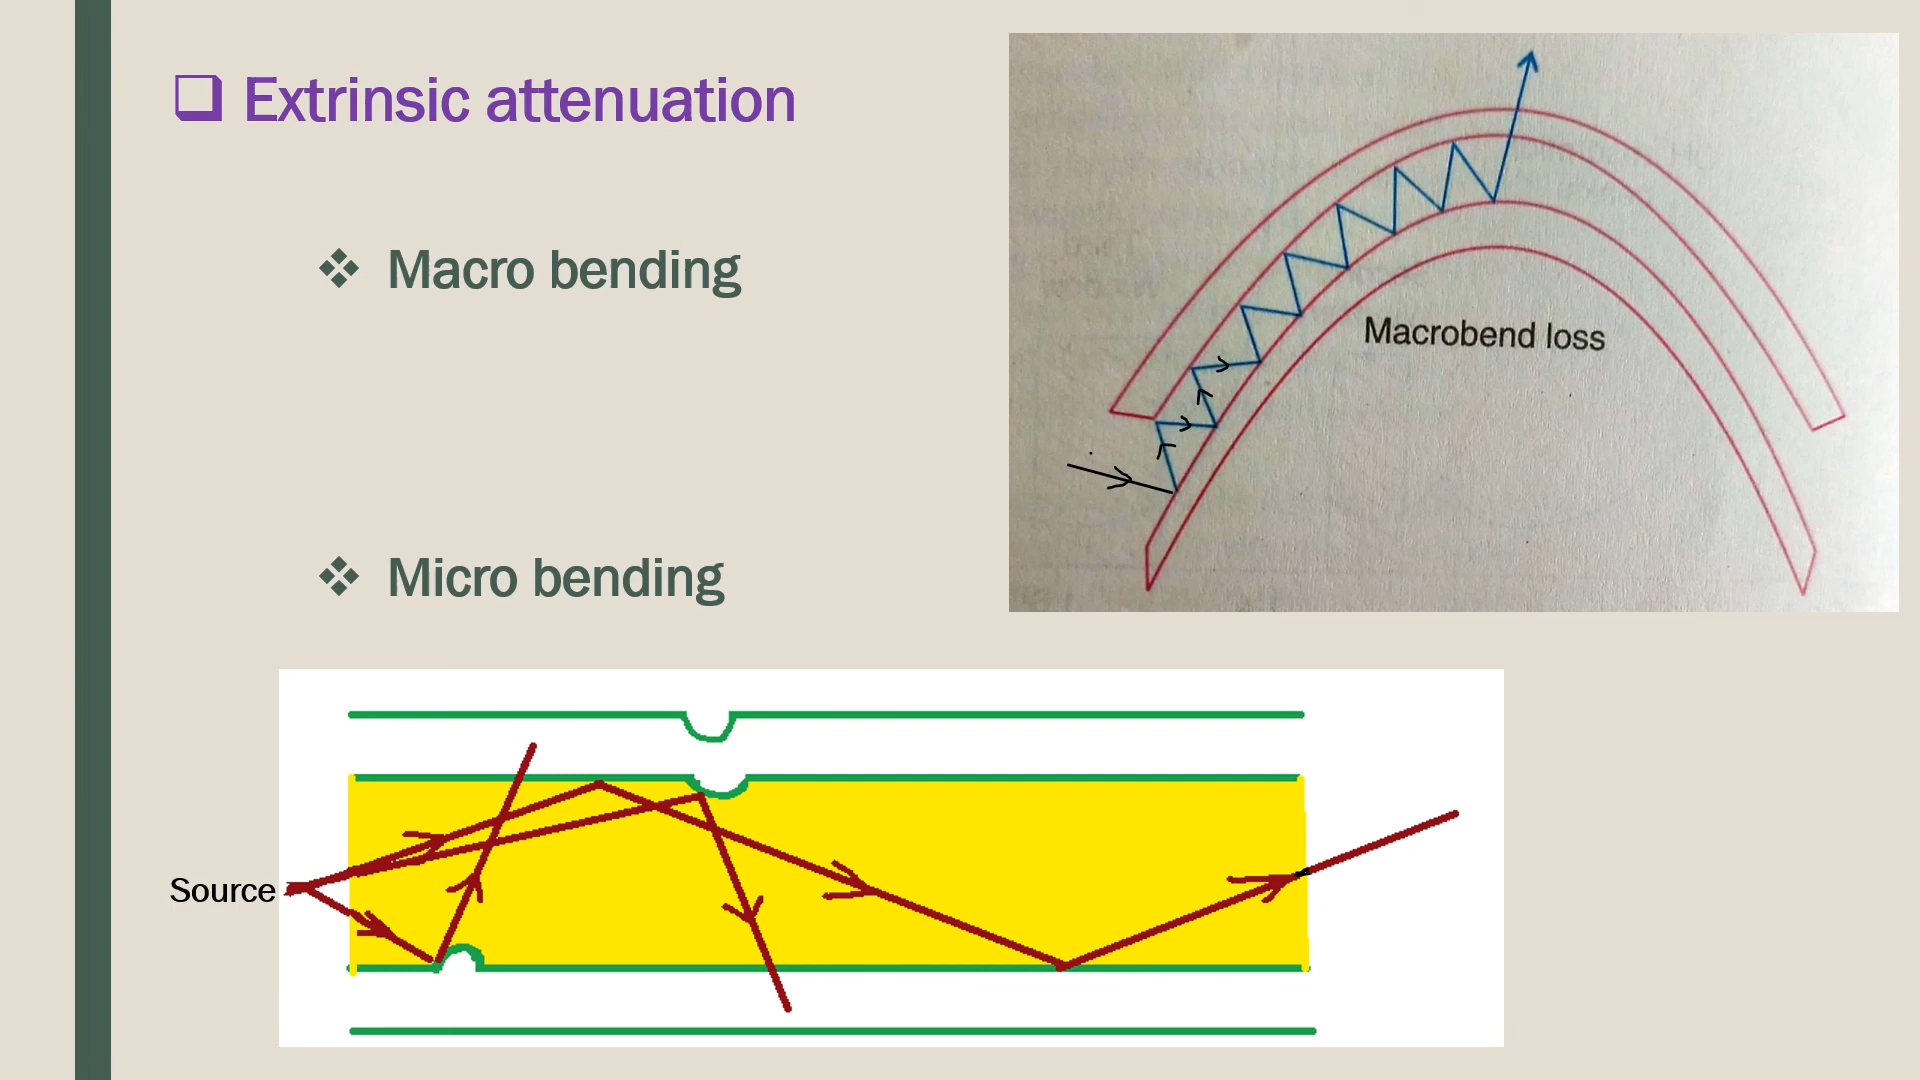 Extrinsic attenuation
Macro bending
Macrobend loss
Micro bending
Source